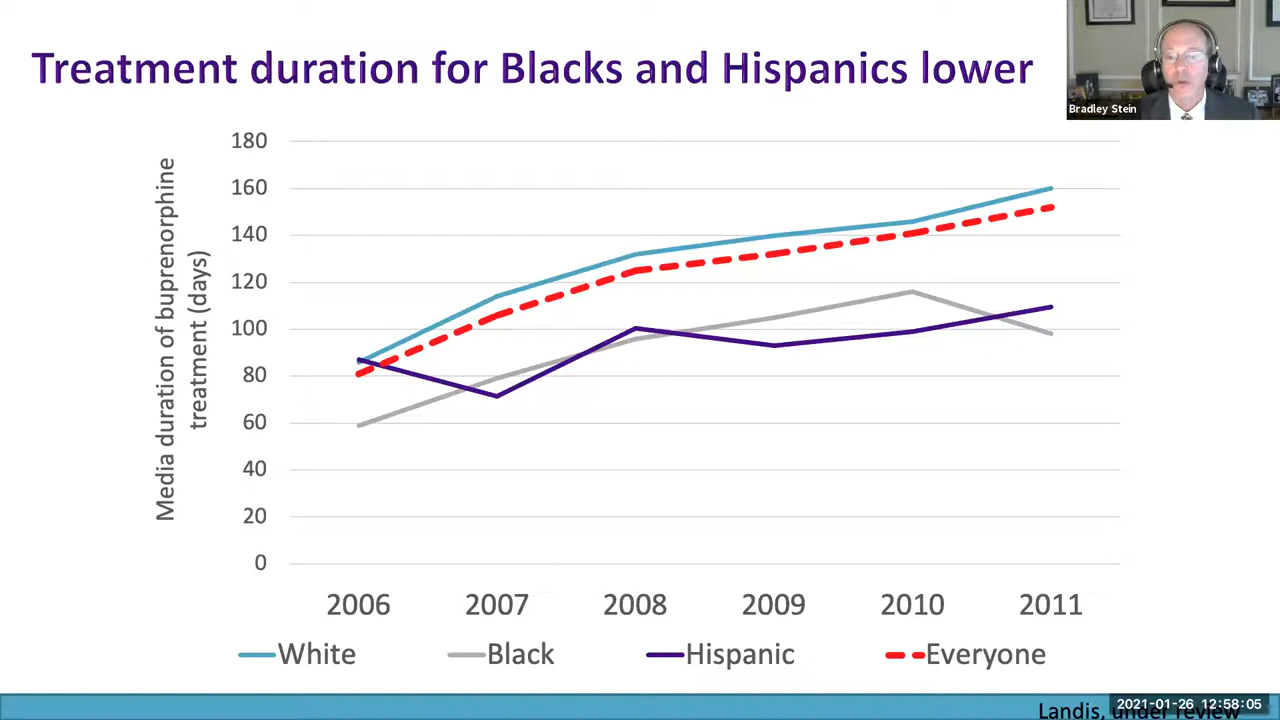 Treatment duration for Blacks and Hispanics lower
Bradley Stein
Media duration of buprenorphine
treatment (days)
180
160
140
120
100
80
60
40
20
0
2006 2007 2008 2009 2010 2011
White Black Hispanic Everyone
2021-01-26 12:58:05
Landis, under review